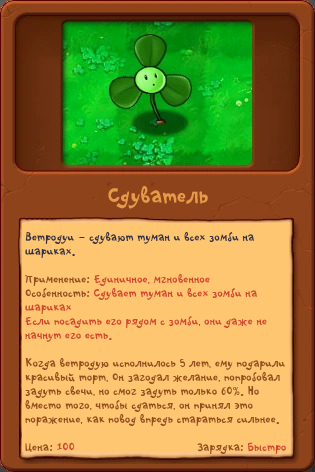 Сдуватель
Ветродуи - сдувают туман и всех зомби на
шариках.
Применение: Единичное, мгновенное
Особенность: Сдувает туман и всех зомби на
шариках
Если посадить его рядом с зомби, они даже не
начнут его есть.
Когда ветродую исполнилось 5 лет, ему подарили
красивый торт. Он загадал желание, попробовал
задуть свечи, но смог задуть только 60%. Но
вместо того, чтобы сдаться, он принял это
поражение, как повод впредь стараться сильнее.
Цена: 100 Зарядка: Быстро